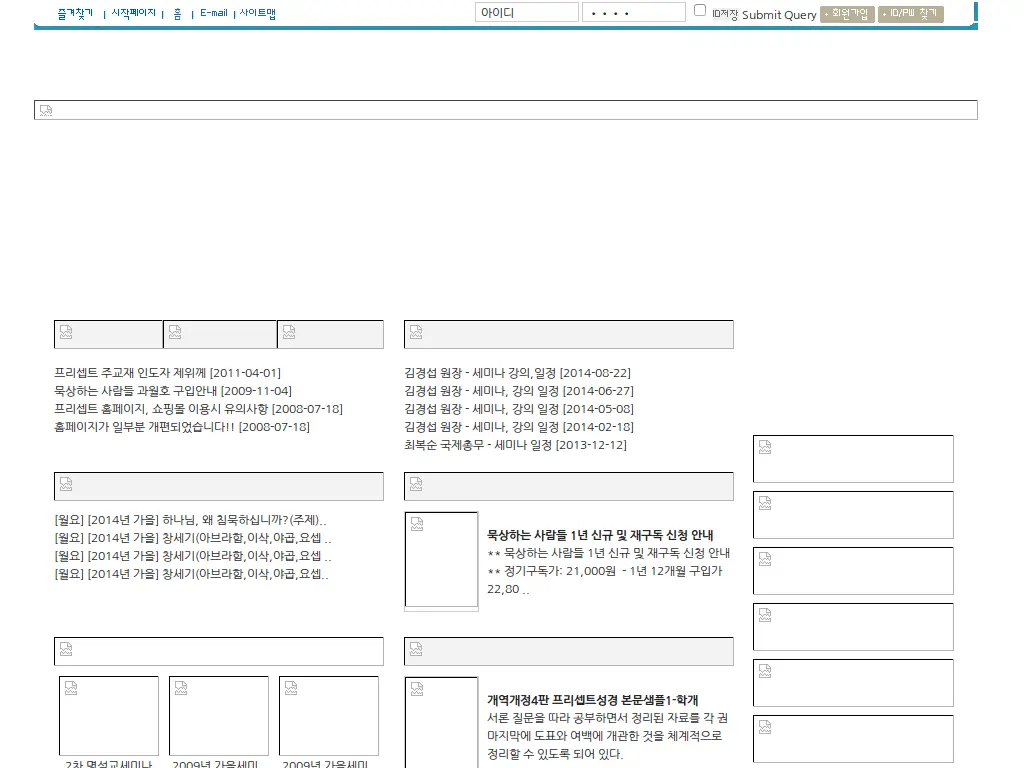 즐겨찾기 | 시작페이지 | 홈 | E-mail | 사이트맵
아이디 • • • • ID저장 Submit Query 회원가입 ID/PW 찾기
프리셉트 주교재 인도자 제위께 [2011-04-01]
묵상하는 사람들 과월호 구입안내 [2009-11-04]
프리셉트 홈페이지, 쇼핑몰 이용시 유의사항 [2008-07-18]
홈페이지가 일부분 개편되었습니다!! [2008-07-18]
김경섭 원장 - 세미나 강의,일정 [2014-08-22]
김경섭 원장 - 세미나, 강의 일정 [2014-06-27]
김경섭 원장 - 세미나, 강의 일정 [2014-05-08]
김경섭 원장 - 세미나, 강의 일정 [2014-02-18]
최복순 국제총무 - 세미나 일정 [2013-12-12]
[월요] [2014년 가을] 하나님, 왜 침묵하십니까?(주제)..
[월요] [2014년 가을] 창세기(아브라함,이삭,야곱,요셉 ..
[월요] [2014년 가을] 창세기(아브라함,이삭,야곱,요셉 ..
[월요] [2014년 가을] 창세기(아브라함,이삭,야곱,요셉..
묵상하는 사람들 1년 신규 및 재구독 신청 안내
** 묵상하는 사람들 1년 신규 및 재구독 신청 안내
** 정기구독가: 21,000원 - 1년 12개월 구입가
22,80 ..
개역개정4판 프리셉트성경 본문샘플1-학개
서론 질문을 따라 공부하면서 정리된 자료를 각 권
마지막에 도표와 여백에 개관한 것을 체계적으로
정리할 수 있도록 되어 있다.
2차 명설교세미나
2009년 가을세미
2009년 가을세미